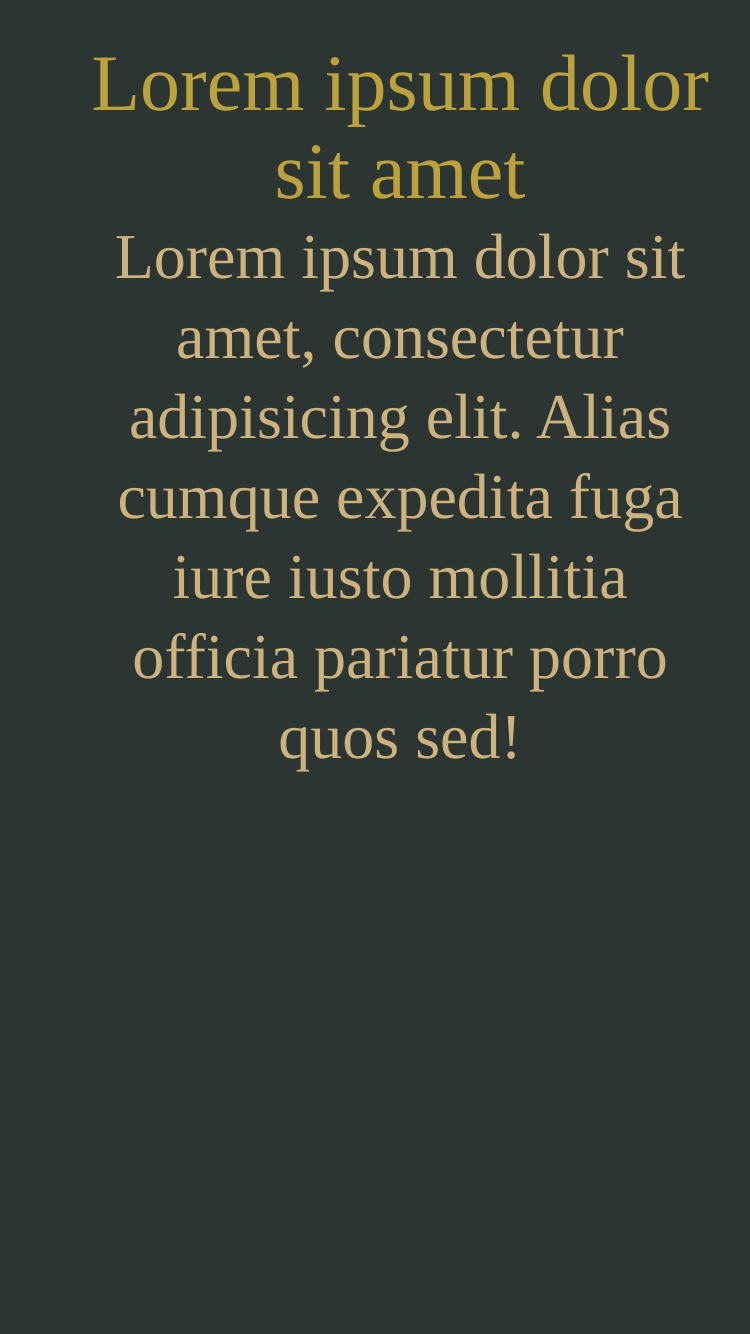 Lorem ipsum dolor
sit amet
Lorem ipsum dolor sit
amet, consectetur
adipisicing elit. Alias
cumque expedita fuga
iure iusto mollitia
officia pariatur porro
quos sed!